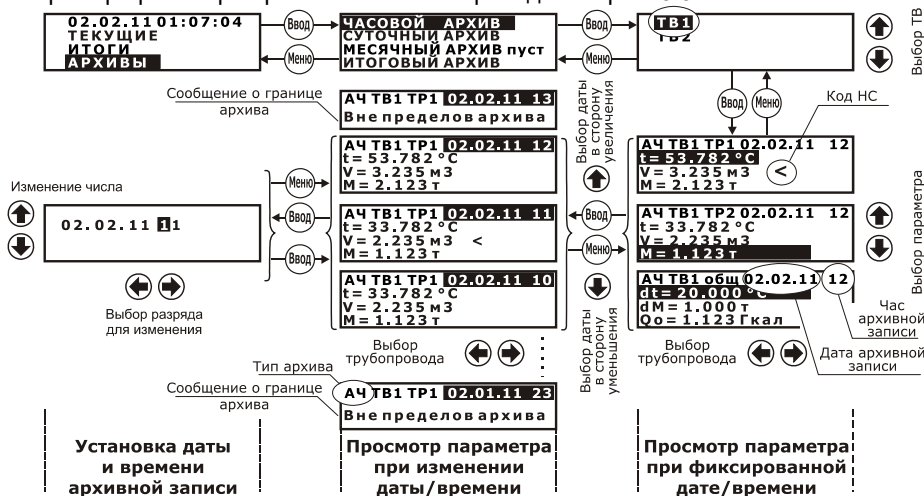 02.02.11 01:07:04
ТЕКУЩИЕ
ИТОГИ
АРХИВЫ
Ввод
Меню
ЧАСОВОЙ АРХИВ
СУТОЧНЫЙ АРХИВ
МЕСЯЧНЫЙ АРХИВ пуст
ИТОГОВЫЙ АРХИВ
Ввод
Меню
ТВ1
ТВ2
Выбор ТВ
Сообщение о границе
архива
АЧ ТВ1 ТР1 02.02.11 13
Вне пределов архива
Выбор даты
в сторону
увеличения
Ввод
Меню
Код НС
АЧ ТВ1 ТР1 02.02.11 12
t= 53.782 °C
V= 3.235 м3
M= 2.123 т
АЧ ТВ1 ТР1 02.02.11 12
t= 53.782 °C
V= 3.235 м3 <
M= 2.123 т
Изменение числа
02.02.11 11
Выбор разряда
для изменения
Меню
Ввод
Ввод
АЧ ТВ1 ТР1 02.02.11 11
t= 33.782 °C
V= 2.235 м3 <
M= 1.123 т
Ввод
Меню
АЧ ТВ1 ТР2 02.02.11 12
t= 33.782 °C
V= 2.235 м3
M= 1.123 т
Выбор параметра
АЧ ТВ1 ТР1 02.02.11 10
t= 33.782 °C
V= 2.235 м3
M= 1.123 т
Выбор даты
в сторону
уменьшения
АЧ ТВ1 общ 02.02.11 12
dt= 20.000 °C
dM= 1.000 т
Qо= 1.123 Гкал
Час
архивной
записи
Дата архивной
записи
Выбор
трубопровода
Выбор
трубопровода
Тип архива
Сообщение о границе
архива
АЧ ТВ1 ТР1 02.01.11 23
Вне пределов архива
Установка даты
и времени
архивной записи
Просмотр параметра
при изменении
даты/времени
Просмотр параметра
при фиксированной
дате/времени